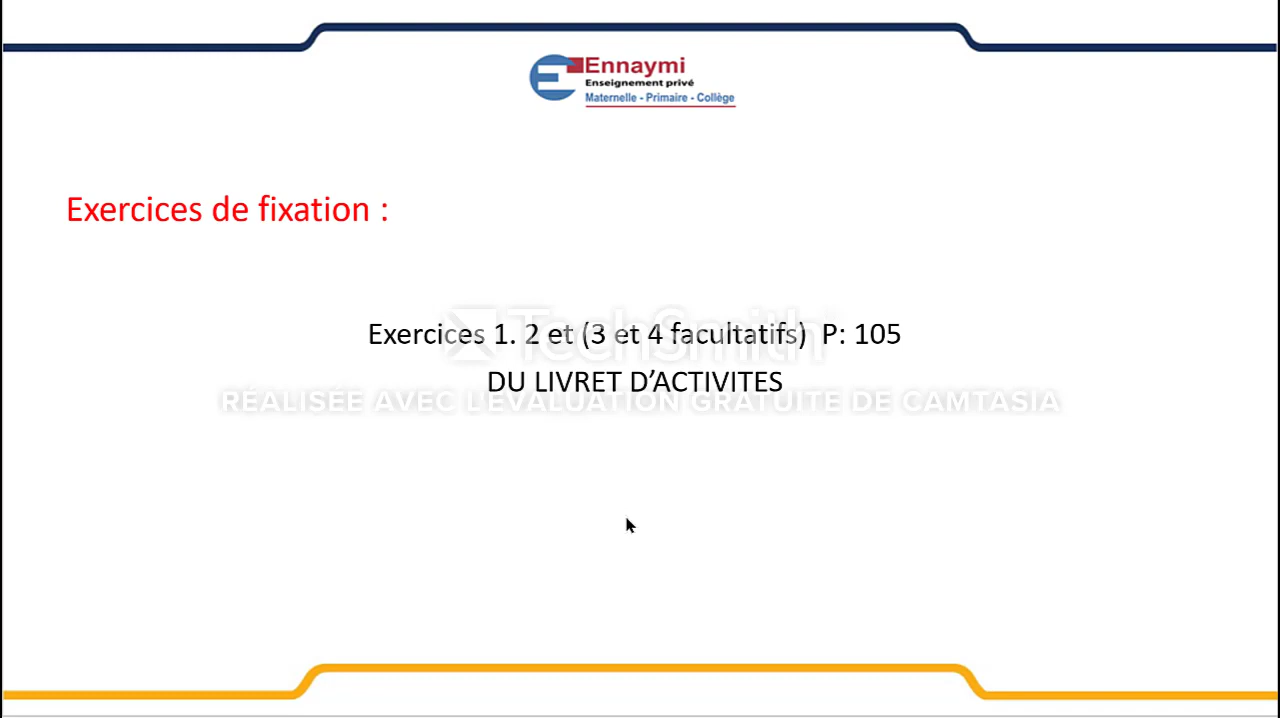 Ennaymi
Enseignement privé
Maternelle - Primaire - Collège
Exercices de fixation :
TechSmith
Exercices 1. 2 et (3 et 4 facultatifs) P: 105
DU LIVRET D’ACTIVITES
RÉALISÉE AVEC L'ÉVALUATION GRATUITE DE CAMTASIA